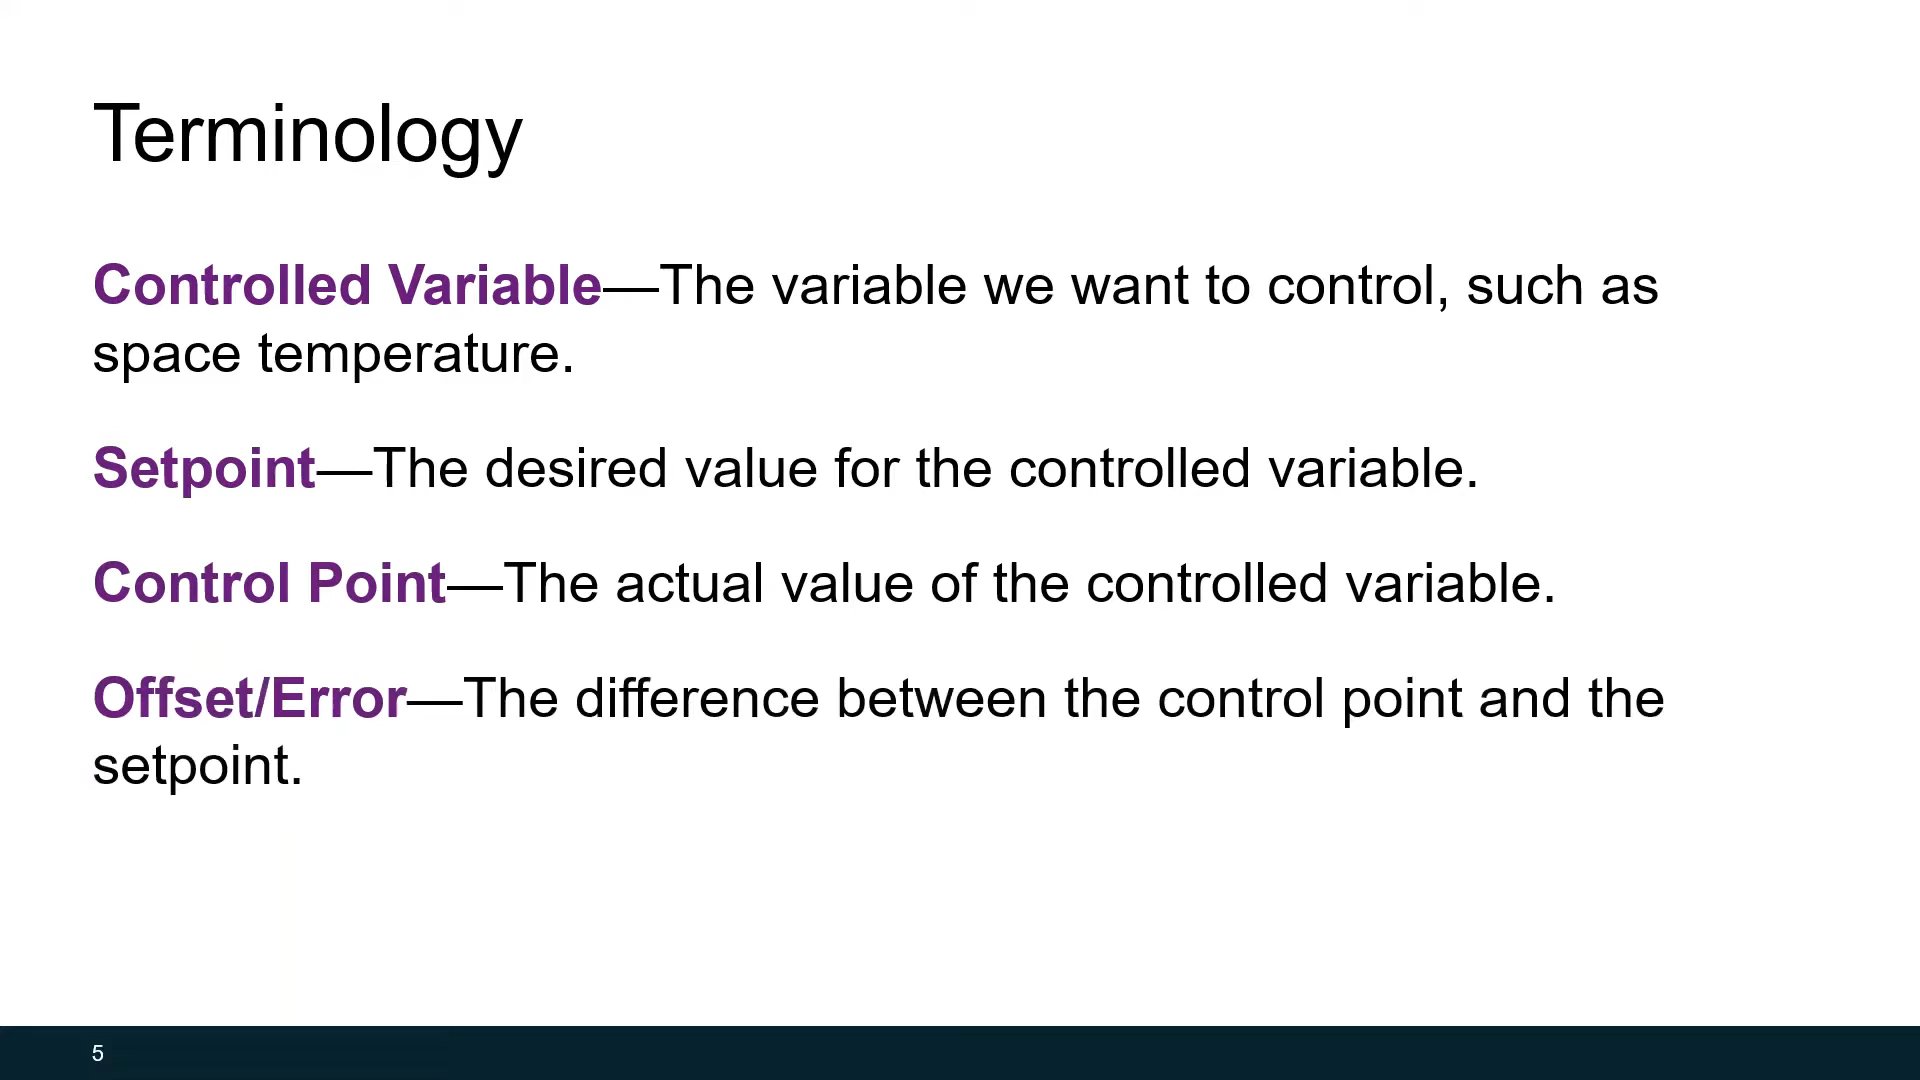 Terminology
Controlled Variable—The variable we want to control, such as
space temperature.
Setpoint—The desired value for the controlled variable.
Control Point—The actual value of the controlled variable.
Offset/Error—The difference between the control point and the
setpoint.
5